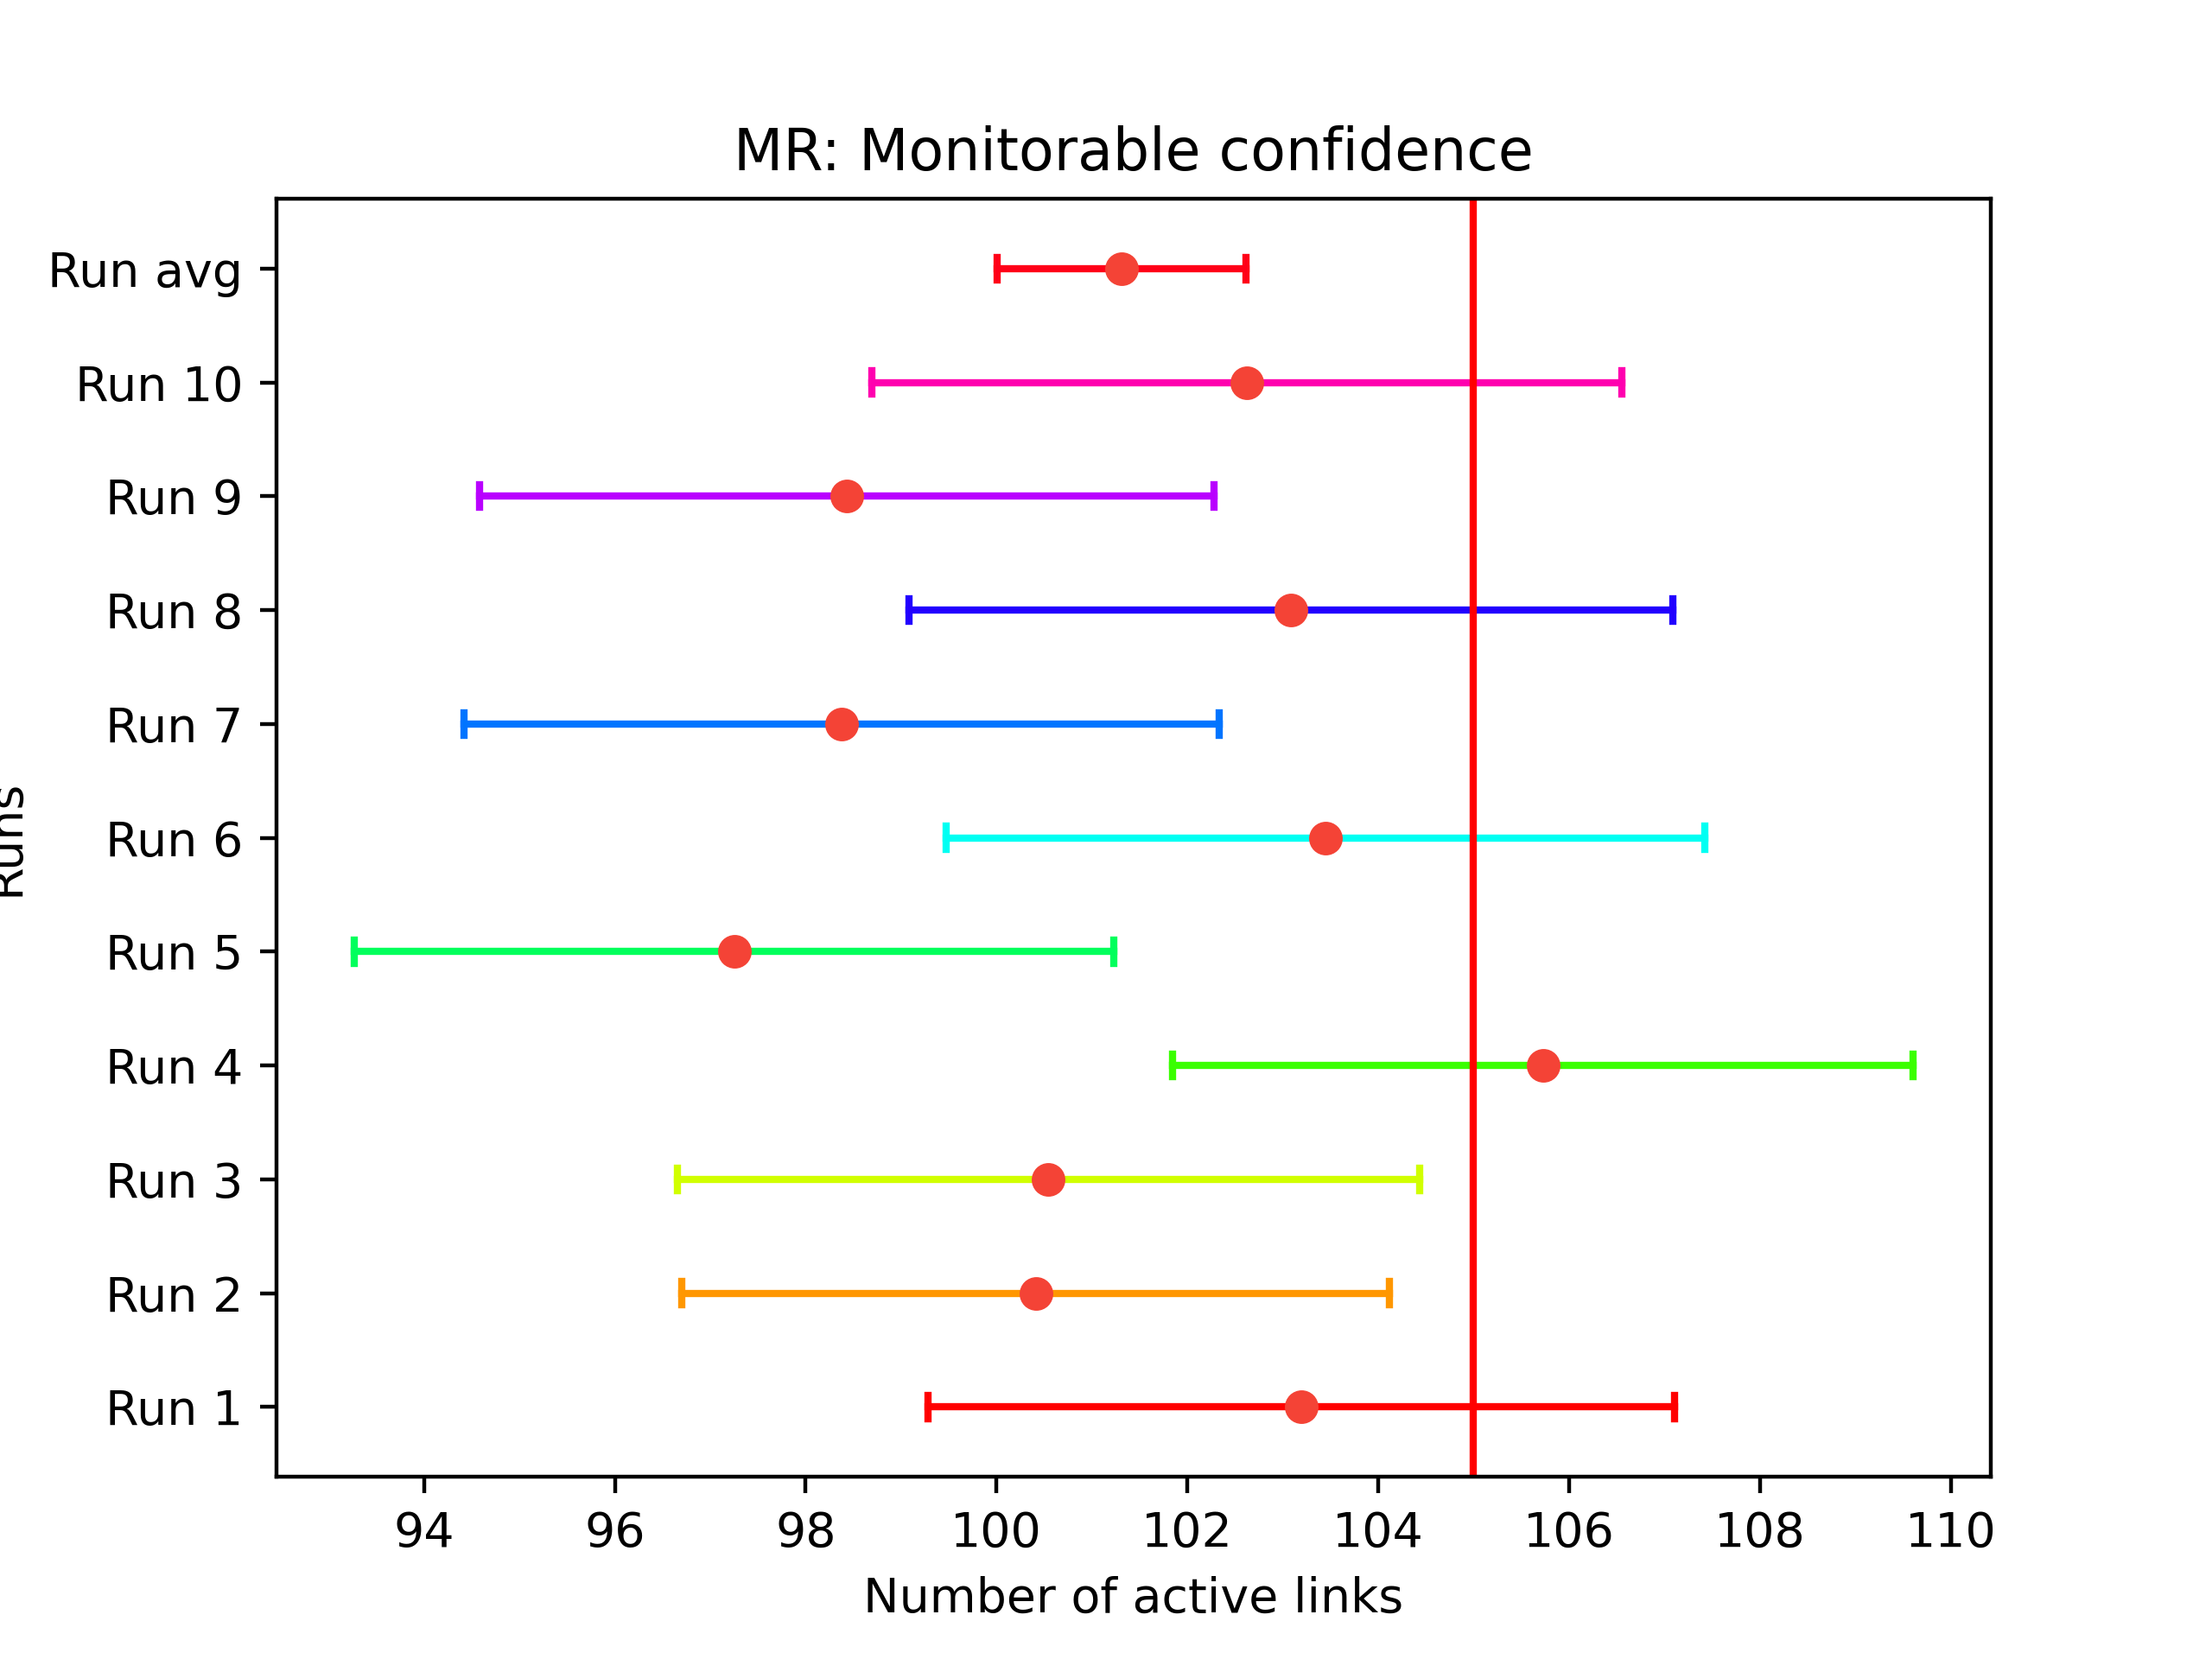 MR: Monitorable confidence
Run avg
Run 10
Run 9
Run 8
Run 7
Run 6
Runs
Run 5
Run 4
Run 3
Run 2
Run 1
94 96 98 100 102 104 106 108 110
Number of active links